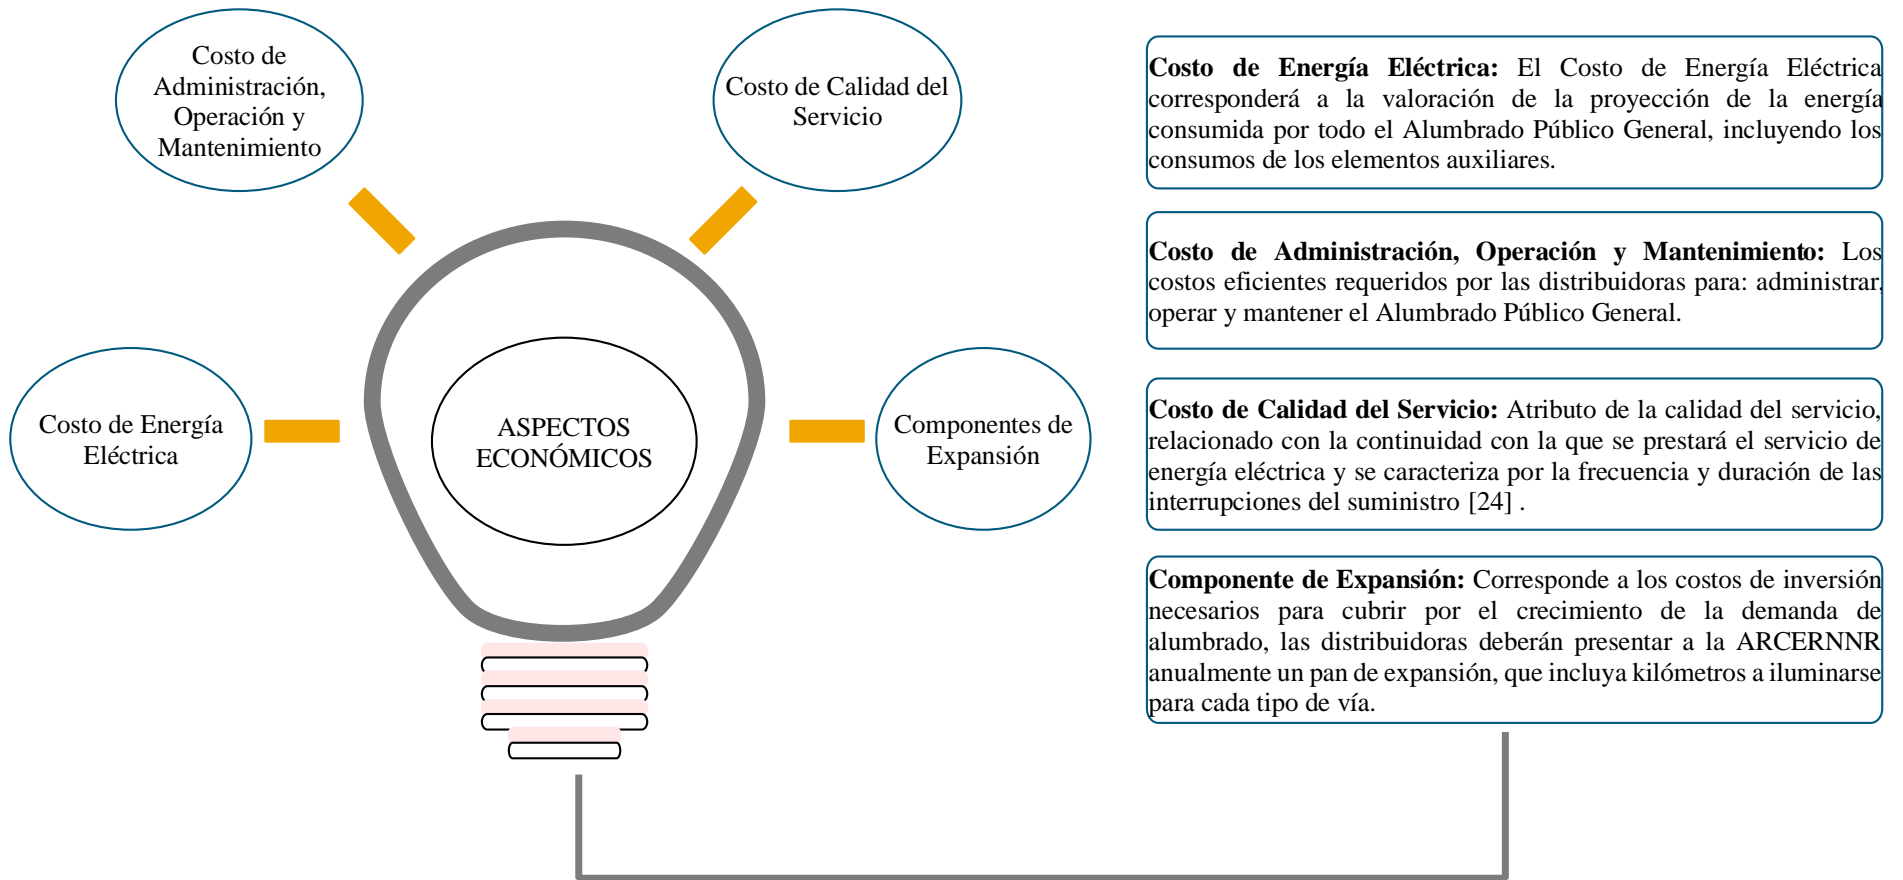 Costo de
Administración,
Operación y
Mantenimiento
Costo de Calidad del
Servicio
Costo de Energía
Eléctrica
ASPECTOS
ECONÓMICOS
Componentes de
Expansión
Costo de Energía Eléctrica: El Costo de Energía Eléctrica
corresponderá a la valoración de la proyección de la energía
consumida por todo el Alumbrado Público General, incluyendo los
consumos de los elementos auxiliares.
Costo de Administración, Operación y Mantenimiento: Los
costos eficientes requeridos por las distribuidoras para: administrar,
operar y mantener el Alumbrado Público General.
Costo de Calidad del Servicio: Atributo de la calidad del servicio,
relacionado con la continuidad con la que se prestará el servicio de
energía eléctrica y se caracteriza por la frecuencia y duración de las
interrupciones del suministro [24] .
Componente de Expansión: Corresponde a los costos de inversión
necesarios para cubrir por el crecimiento de la demanda de
alumbrado, las distribuidoras deberán presentar a la ARCERNNR
anualmente un pan de expansión, que incluya kilómetros a iluminarse
para cada tipo de vía.